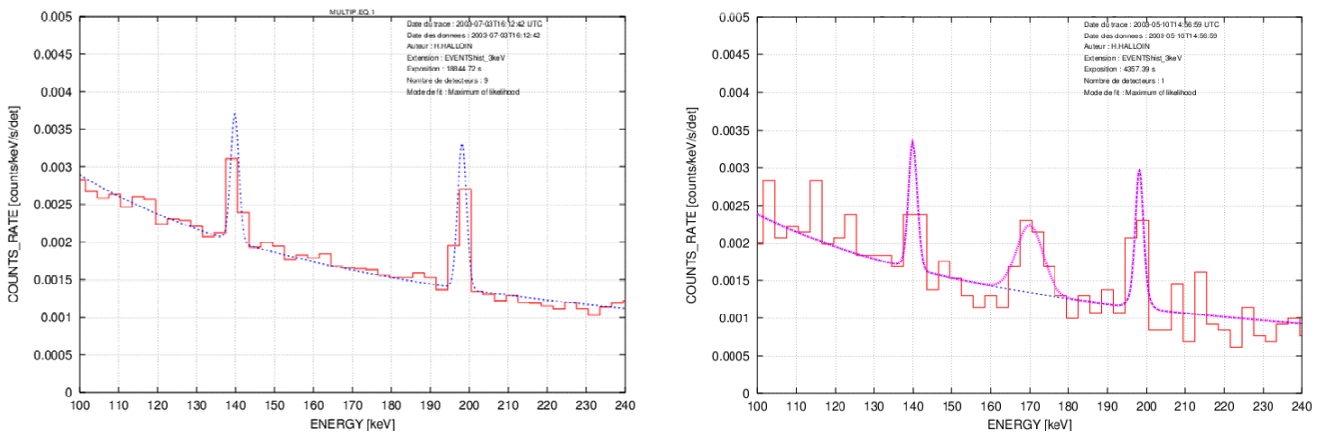 MULTIP.EQ.1
0.005
0.0045
0.004
0.0035
0.003
0.0025
0.002
0.0015
0.001
0.0005
0
COUNTS_RATE [counts/keV/s/det]
Date du trace : 2003-07-03T16:12:42 UTC
Date des donnees : 2003-07-03T16:12:42
Auteur : H.HALLOIN
Extension : EVENTShist_3keV
Exposition : 18844.72 s
Nombre de detecteurs : 9
Mode de fit : Maximum of likelihood
100 110 120 130 140 150 160 170 180 190 200 210 220 230 240
ENERGY [keV]
0.005
0.0045
0.004
0.0035
0.003
0.0025
0.002
0.0015
0.001
0.0005
0
COUNTS_RATE [counts/keV/s/det]
Date du trace : 2003-05-10T14:56:59 UTC
Date des donnees : 2003-05-10T14:56:59
Auteur : H.HALLOIN
Extension : EVENTShist_3keV
Exposition : 4357.39 s
Nombre de detecteurs : 1
Mode de fit : Maximum of likelihood
100 110 120 130 140 150 160 170 180 190 200 210 220 230 240
ENERGY [keV]